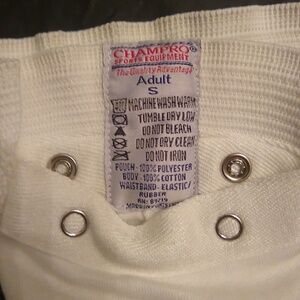 CHAMPRO®
SPORTS EQUIPMENT
The Quality Advantage
Adult
S
MACHINE WASH WARM
TUMBLE DRY LOW
DO NOT BLEACH
DO NOT DRY CLEAN
DO NOT IRON
POUCH - 100% POLYESTER
BODY - 100% COTTON
WAISTBAND - ELASTIC/
RUBBER